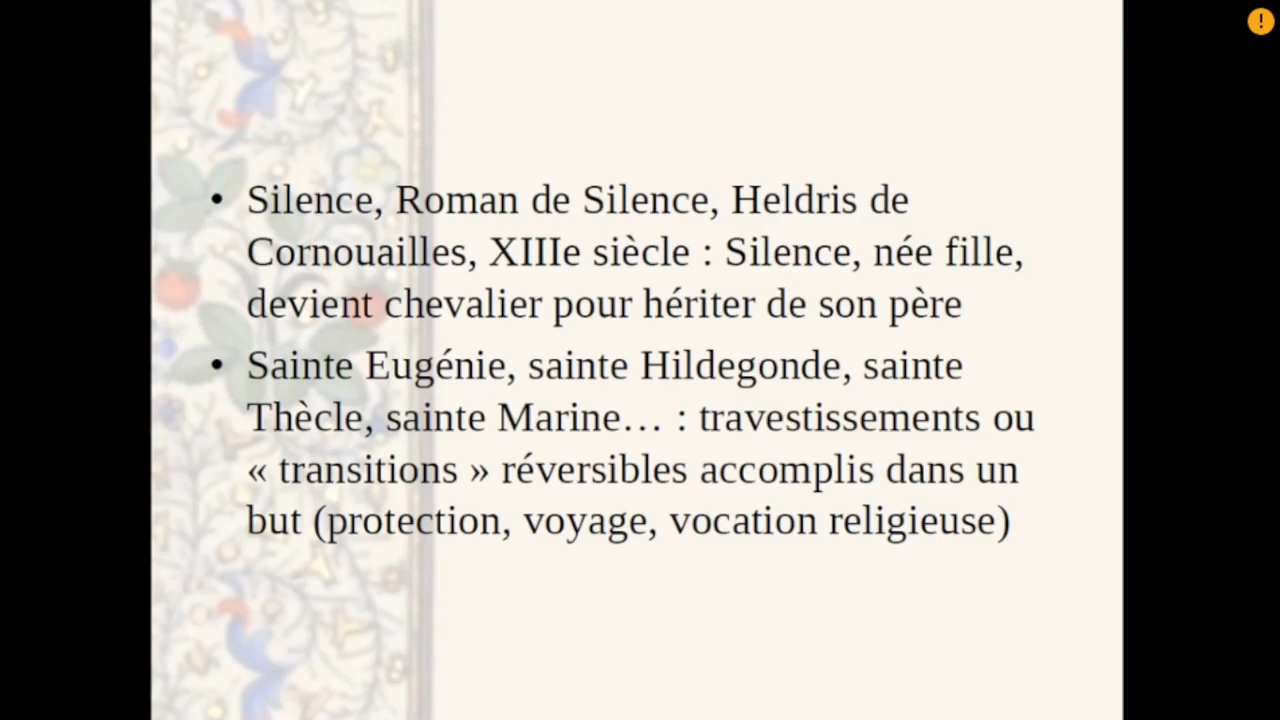 • Silence, Roman de Silence, Heldris de
Cornouailles, XIIIe siècle : Silence, née fille,
devient chevalier pour hériter de son père
• Sainte Eugénie, sainte Hildegonde, sainte
Thècle, sainte Marine… : travestissements ou
« transitions » réversibles accomplis dans un
but (protection, voyage, vocation religieuse)